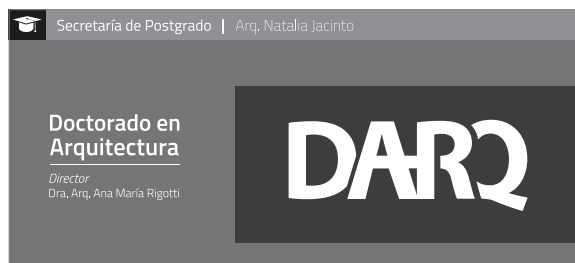 Secretaría de Postgrado | Arq. Natalia Jacinto
Doctorado en
Arquitectura
Director
Dra, Arq, Ana María Rigotti
DARQ